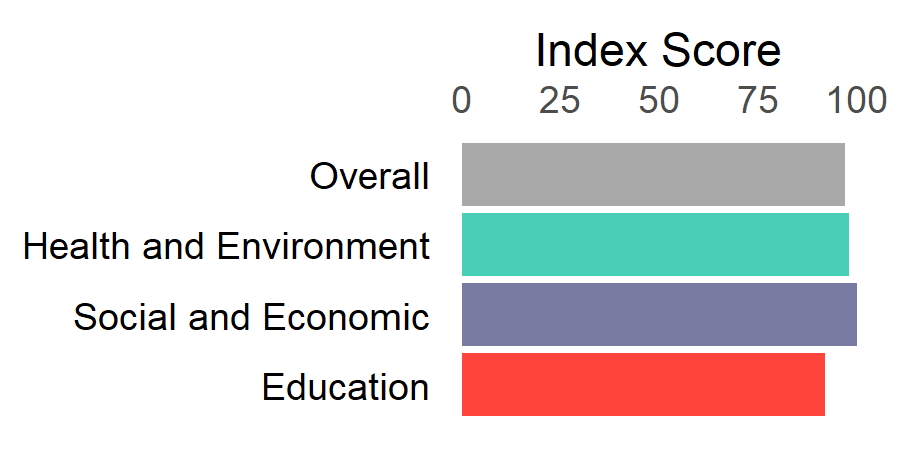 Index Score
0 25 50 75 100
Overall
Health and Environment
Social and Economic
Education